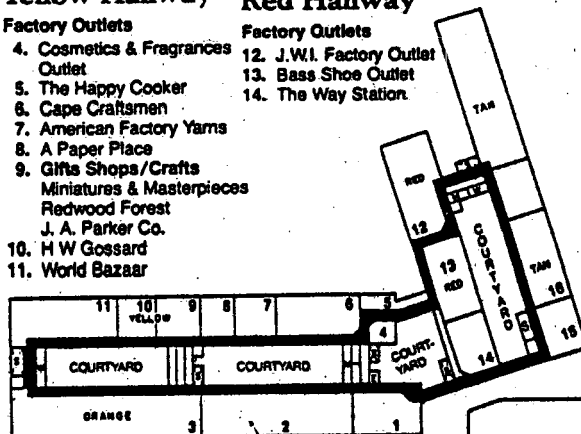 Yellow Hallway
Factory Outlets
4. Cosmetics & Fragrances
Outlet
5. The Happy Cooker
6. Cape Craftsmen
7. American Factory Yarns
8. A Paper Place
9. Gifts Shops/Crafts
Miniatures & Masterpieces
Redwood Forest
J. A. Parker Co.
10. H W Gossard
11. World Bazaar
Red Hallway
Factory Outlets
12. J.W.I. Factory Outlet
13. Bass Shoe Outlet
14. The Way Station
TAN
RED
12
COURTYARD
13
RED
TAN
16
15
S
14
11 10 9 8 7 6 5
YELLOW
4
COURTYARD
COURTYARD
COURT-
YARD
ORANGE
3 2 1